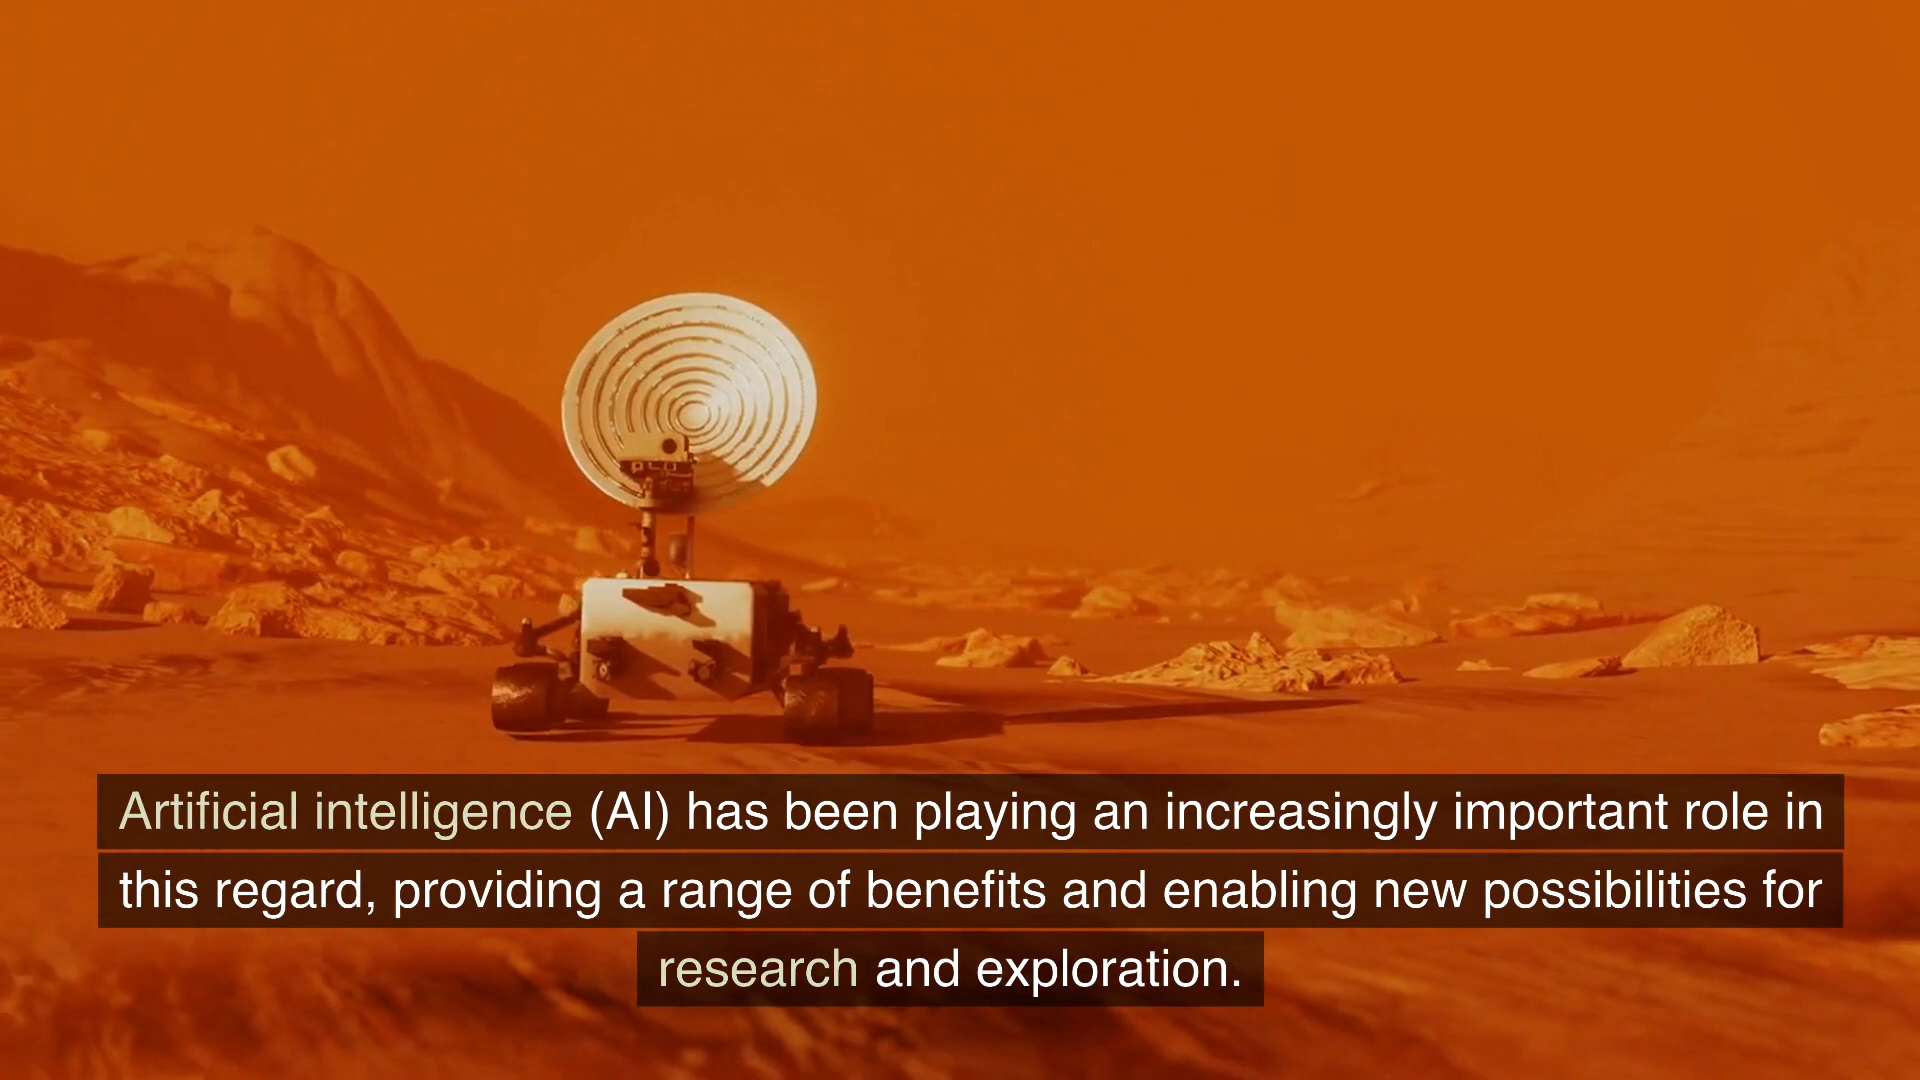 Artificial intelligence (AI) has been playing an increasingly important role in
this regard, providing a range of benefits and enabling new possibilities for
research and exploration.